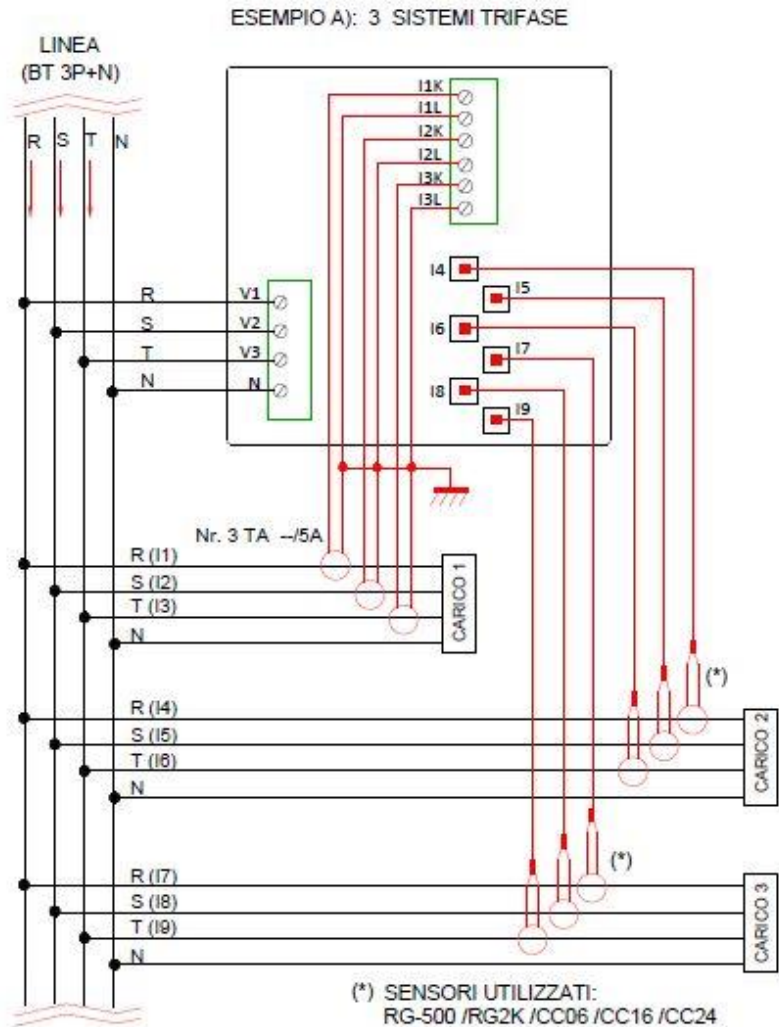 ESEMPIO A): 3 SISTEMI TRIFASE
LINEA
(BT 3P+N)
R S T N
I1K
I1L
I2K
I2L
I3K
I3L
I4
I5
I6
I7
I8
I9
R V1
S V2
T V3
N N
Nr. 3 TA --/5A
R (I1)
S (I2)
T (I3)
N
CARICO 1
(*)
R (I4)
S (I5)
T (I6)
N
CARICO 2
(*)
R (I7)
S (I8)
T (I9)
N
CARICO 3
(*) SENSORI UTILIZZATI:
RG-500 /RG2K /CC06 /CC16 /CC24